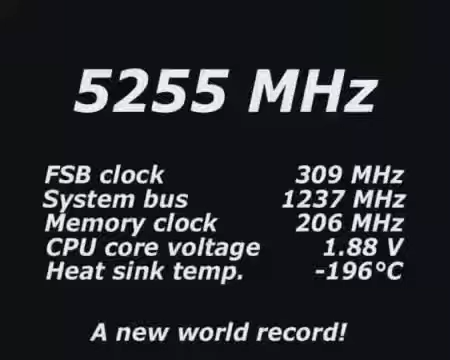 5255 MHz
FSB clock 309 MHz
System bus 1237 MHz
Memory clock 206 MHz
CPU core voltage 1.88 V
Heat sink temp. -196°C
A new world record!